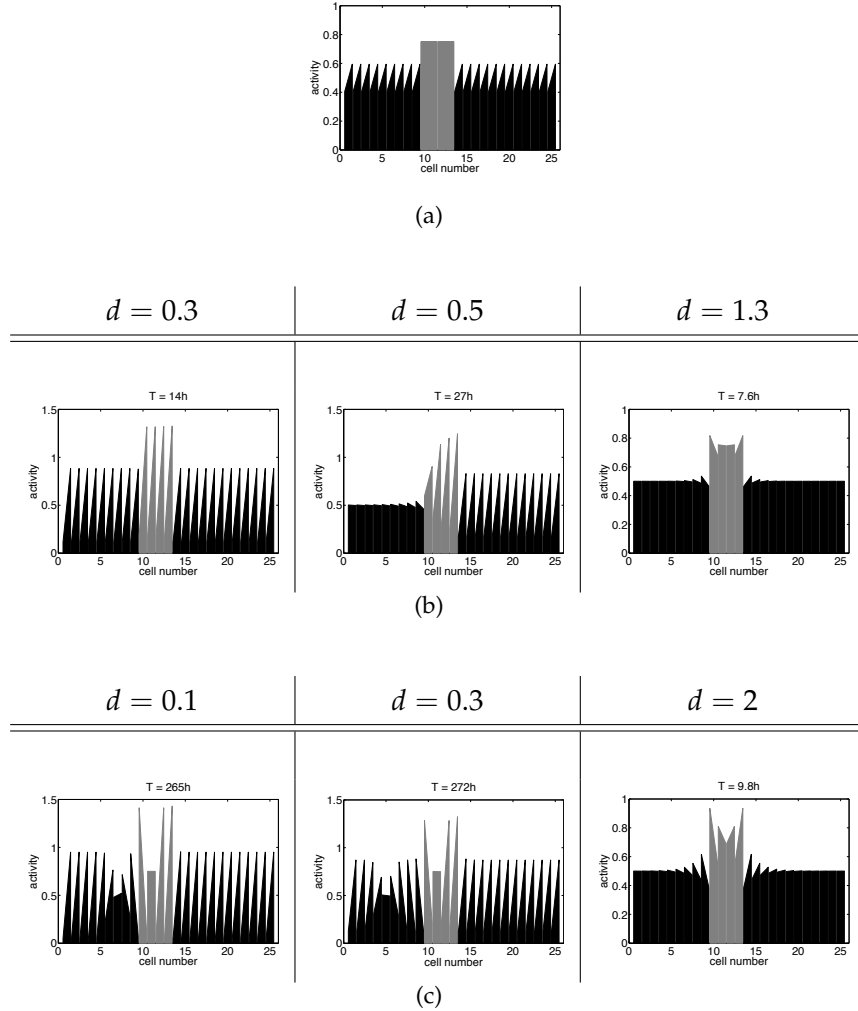 1
0.8
0.6
0.4
0.2
0
activity
0 5 10 15 20 25
cell number
(a)
d = 0.3 d = 0.5 d = 1.3
T = 14h T = 27h T = 7.6h
1.5 1.5 1
0.8
1 1
0.6
activity activity activity
0.4
0.5 0.5
0.2
0 0 0
0 5 10 15 20 25 0 5 10 15 20 25 0 5 10 15 20 25
cell number cell number cell number
(b)
d = 0.1 d = 0.3 d = 2
T = 265h T = 272h T = 9.8h
1.5 1.5 1
0.8
1 1
0.6
activity activity activity
0.4
0.5 0.5
0.2
0 0 0
0 5 10 15 20 25 0 5 10 15 20 25 0 5 10 15 20 25
cell number cell number cell number
(c)